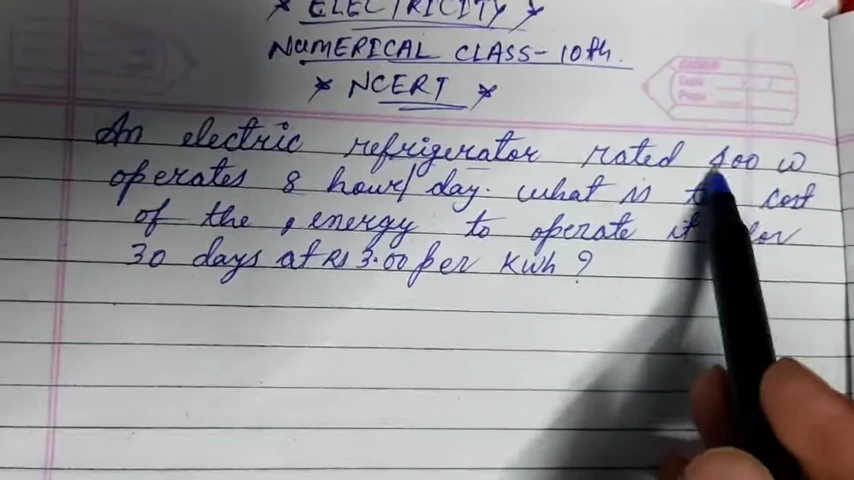 * ELECTRICITY *
NUMERICAL CLASS-10th.
* NCERT *
An electric refrigerator rated 400 W
operates 8 hour/day. what is cost
of the energy to operate it for
30 days at Rs 3.00 per kwh ?